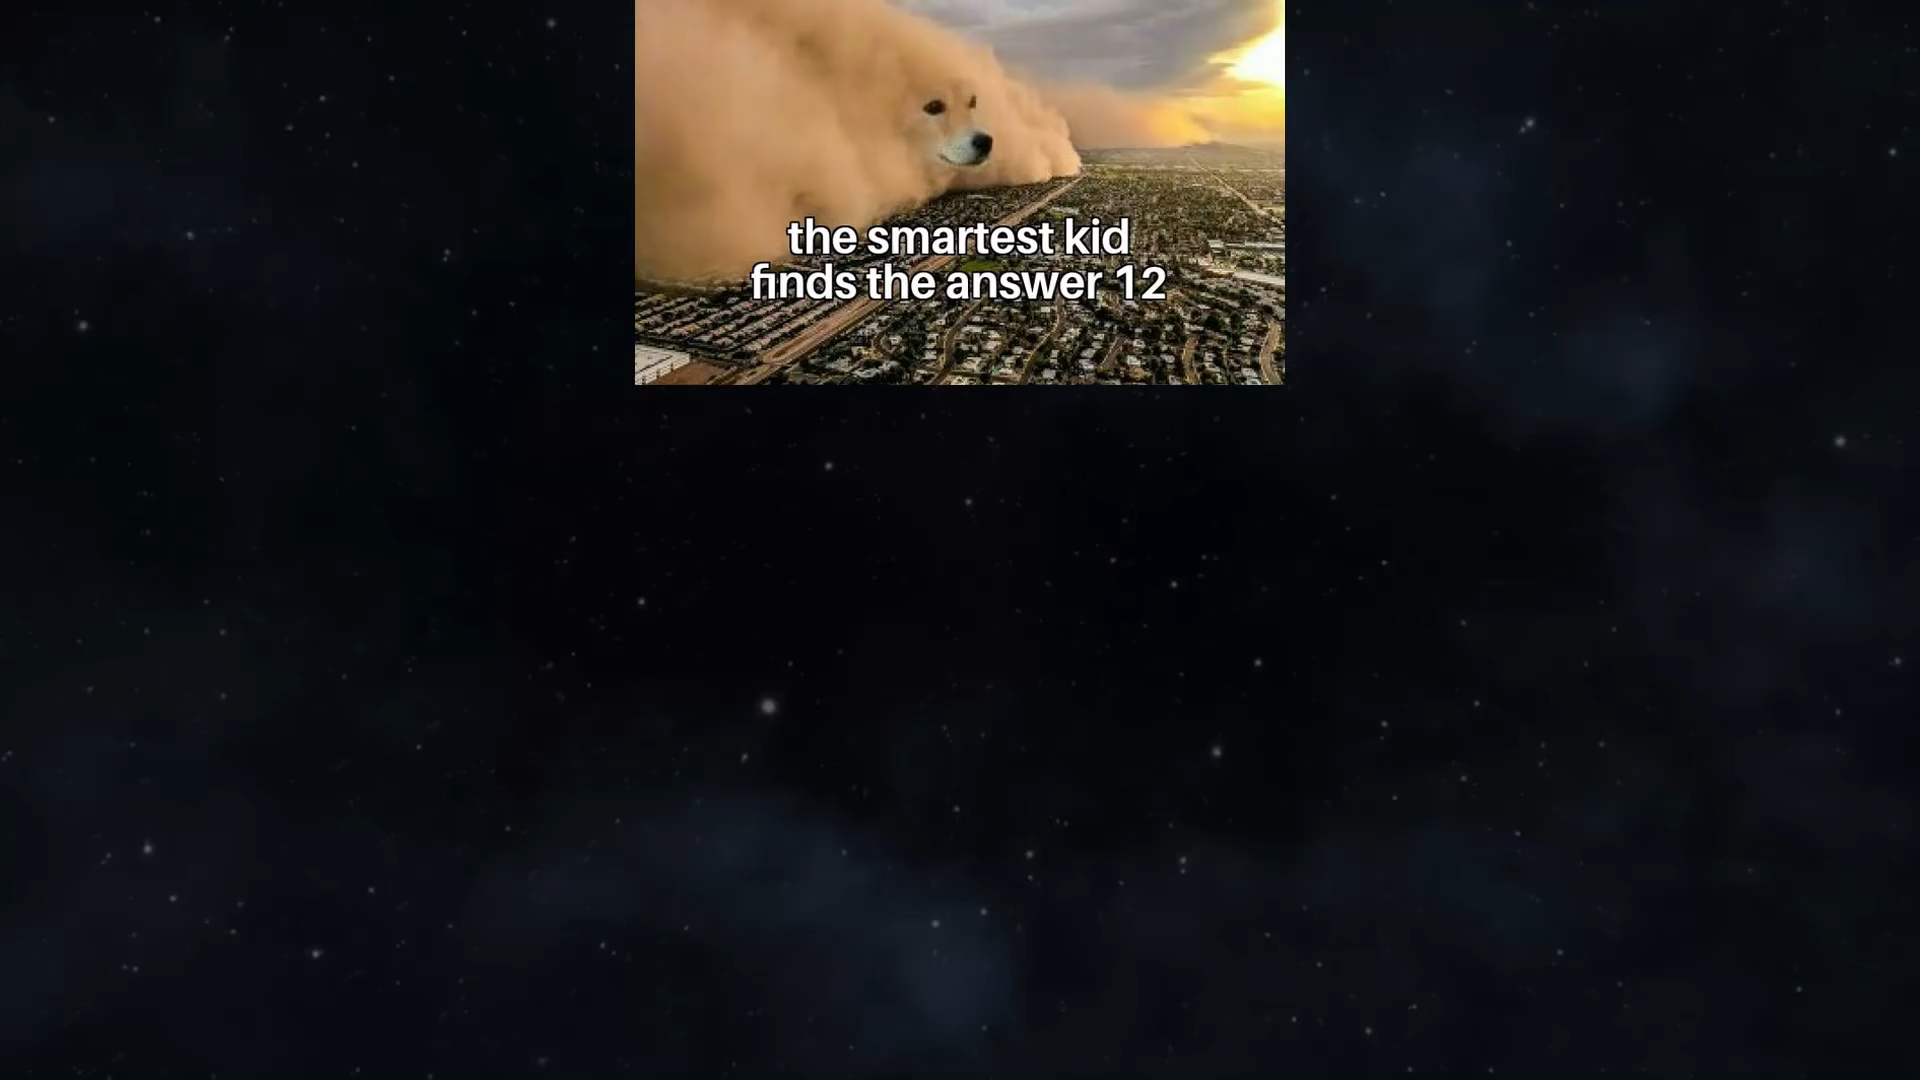 the smartest kid
finds the answer 12